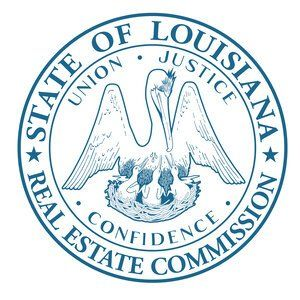 STATE OF LOUISIANA
UNION · JUSTICE
· CONFIDENCE ·
★ REAL ESTATE COMMISSION ★